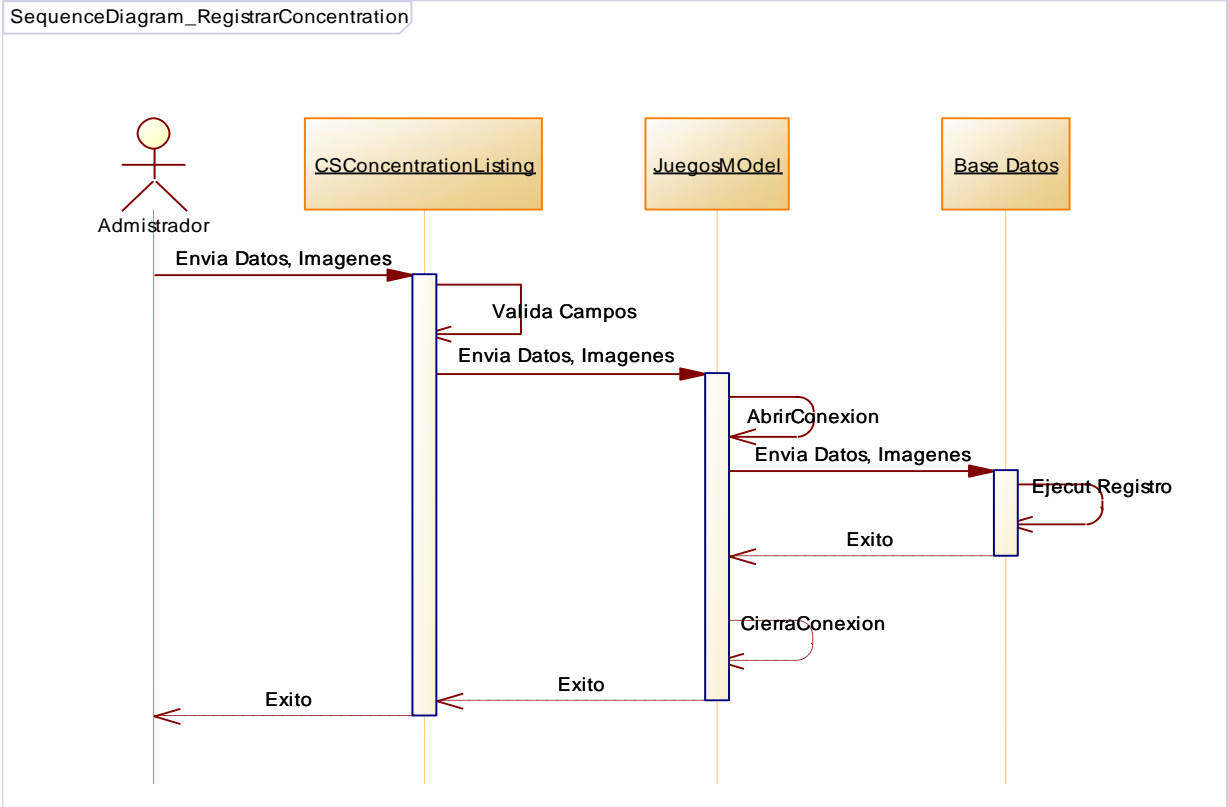 SequenceDiagram_RegistrarConcentration
CSConcentrationListing
JuegosMOdel
Base Datos
Admistrador
Envia Datos, Imagenes
Valida Campos
Envia Datos, Imagenes
AbrirConexion
Envia Datos, Imagenes
Ejecut Registro
Exito
CierraConexion
Exito
Exito